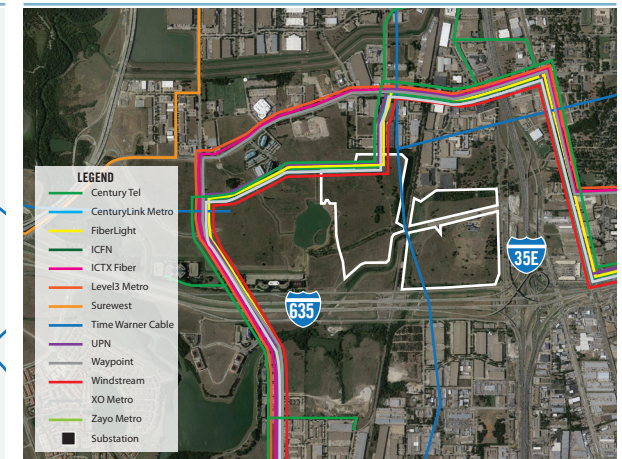 LEGEND
Century Tel
CenturyLink Metro
FiberLight
ICFN
ICTX Fiber
Level3 Metro
Surewest
Time Warner Cable
UPN
Waypoint
Windstream
XO Metro
Zayo Metro
Substation
635
35E